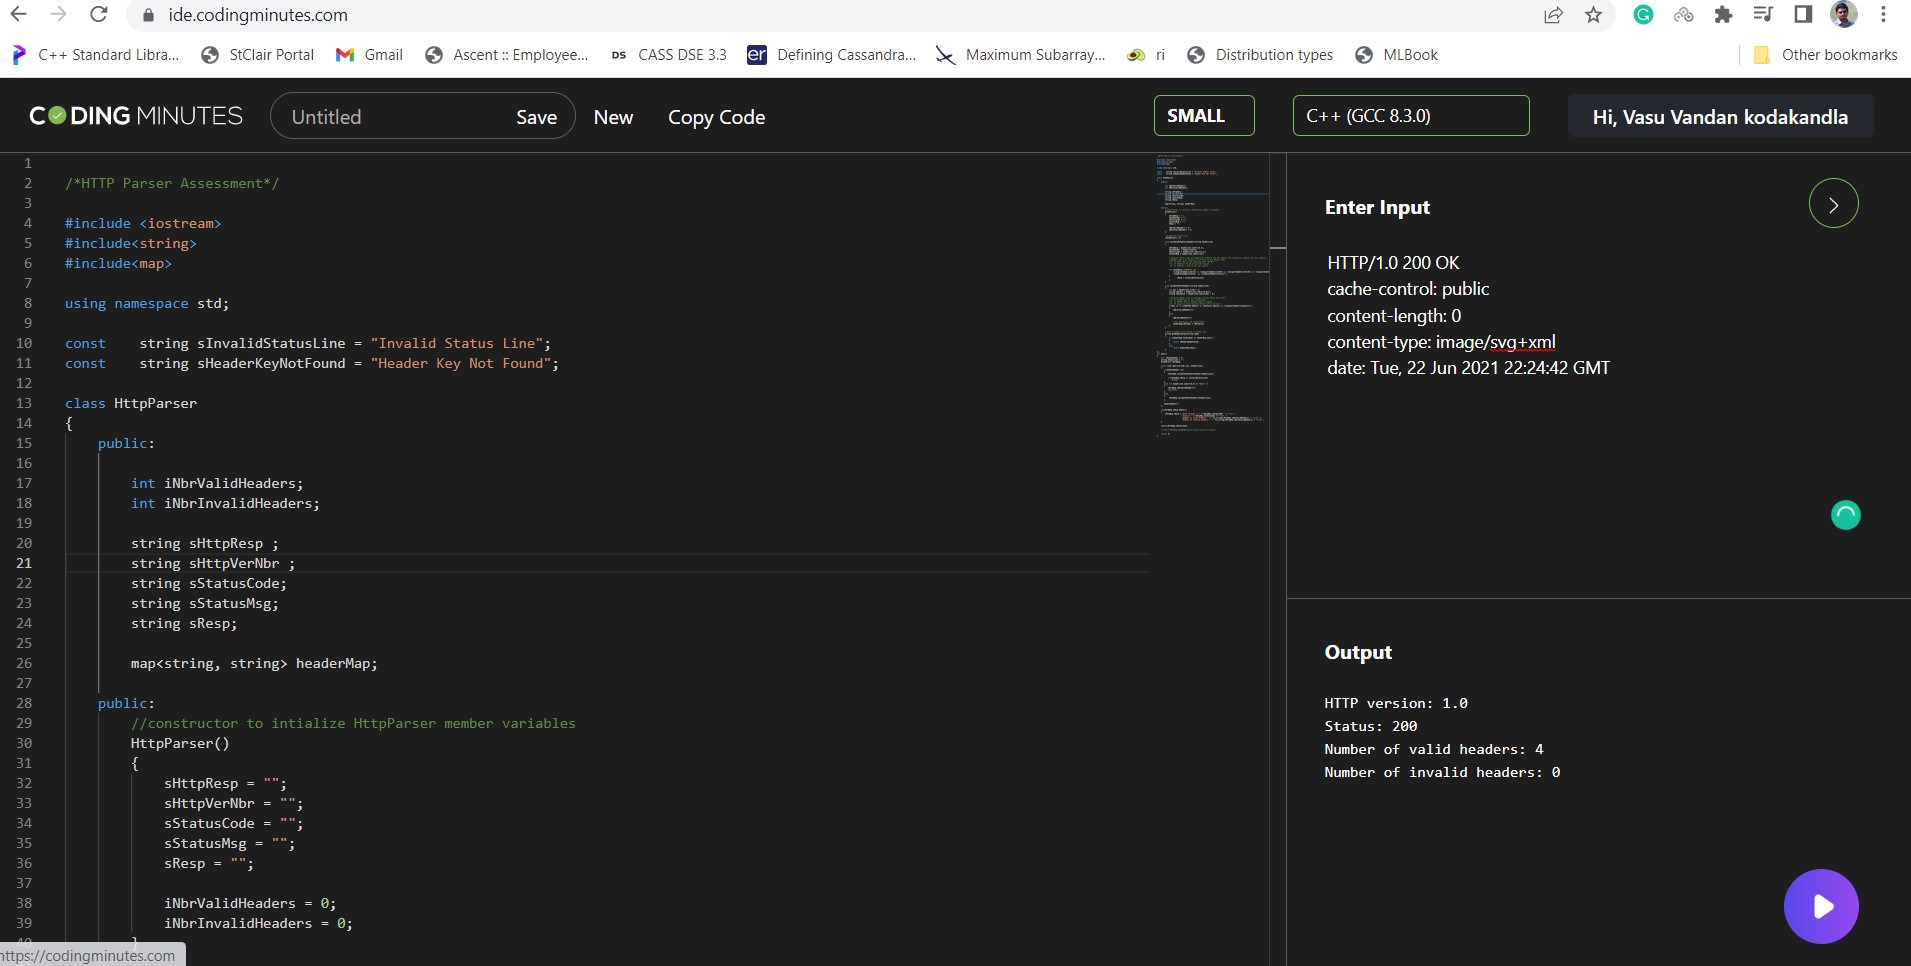 ide.codingminutes.com
C++ Standard Libra... StClair Portal Gmail Ascent :: Employee... DS CASS DSE 3.3 er Defining Cassandra... Maximum Subarray... ri Distribution types MLBook Other bookmarks
CODING MINUTES Untitled Save New Copy Code SMALL C++ (GCC 8.3.0) Hi, Vasu Vandan kodakandla
1
2 /*HTTP Parser Assessment*/
3
4 #include <iostream>
5 #include<string>
6 #include<map>
7
8 using namespace std;
9
10 const    string sInvalidStatusLine = "Invalid Status Line";
11 const    string sHeaderKeyNotFound = "Header Key Not Found";
12
13 class HttpParser
14 {
15     public:
16
17         int iNbrValidHeaders;
18         int iNbrInvalidHeaders;
19
20         string sHttpResp ;
21         string sHttpVerNbr ;
22         string sStatusCode;
23         string sStatusMsg;
24         string sResp;
25
26         map<string, string> headerMap;
27
28     public:
29         //constructor to intialize HttpParser member variables
30         HttpParser()
31         {
32             sHttpResp = "";
33             sHttpVerNbr = "";
34             sStatusCode = "";
35             sStatusMsg = "";
36             sResp = "";
37
38             iNbrValidHeaders = 0;
39             iNbrInvalidHeaders = 0;
40         }
https://codingminutes.com
Enter Input
HTTP/1.0 200 OK
cache-control: public
content-length: 0
content-type: image/svg+xml
date: Tue, 22 Jun 2021 22:24:42 GMT
Output
HTTP version: 1.0
Status: 200
Number of valid headers: 4
Number of invalid headers: 0